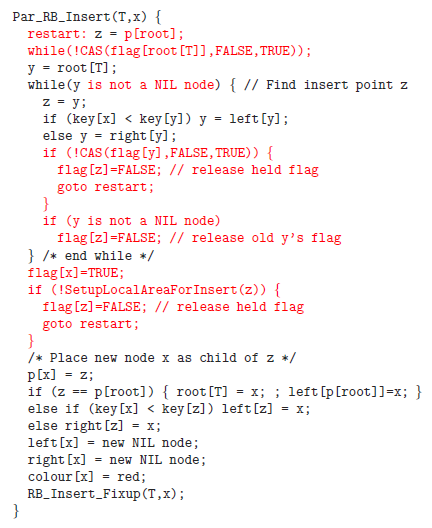 Par_RB_Insert(T,x) {
restart: z = p[root];
while(!CAS(flag[root[T]],FALSE,TRUE));
y = root[T];
while(y is not a NIL node) { // Find insert point z
z = y;
if (key[x] < key[y]) y = left[y];
else y = right[y];
if (!CAS(flag[y],FALSE,TRUE)) {
flag[z]=FALSE; // release held flag
goto restart;
}
if (y is not a NIL node)
flag[z]=FALSE; // release old y's flag
} /* end while */
flag[x]=TRUE;
if (!SetupLocalAreaForInsert(z)) {
flag[z]=FALSE; // release held flag
goto restart;
}
/* Place new node x as child of z */
p[x] = z;
if (z == p[root]) { root[T] = x; ; left[p[root]]=x; }
else if (key[x] < key[z]) left[z] = x;
else right[z] = x;
left[x] = new NIL node;
right[x] = new NIL node;
colour[x] = red;
RB_Insert_Fixup(T,x);
}